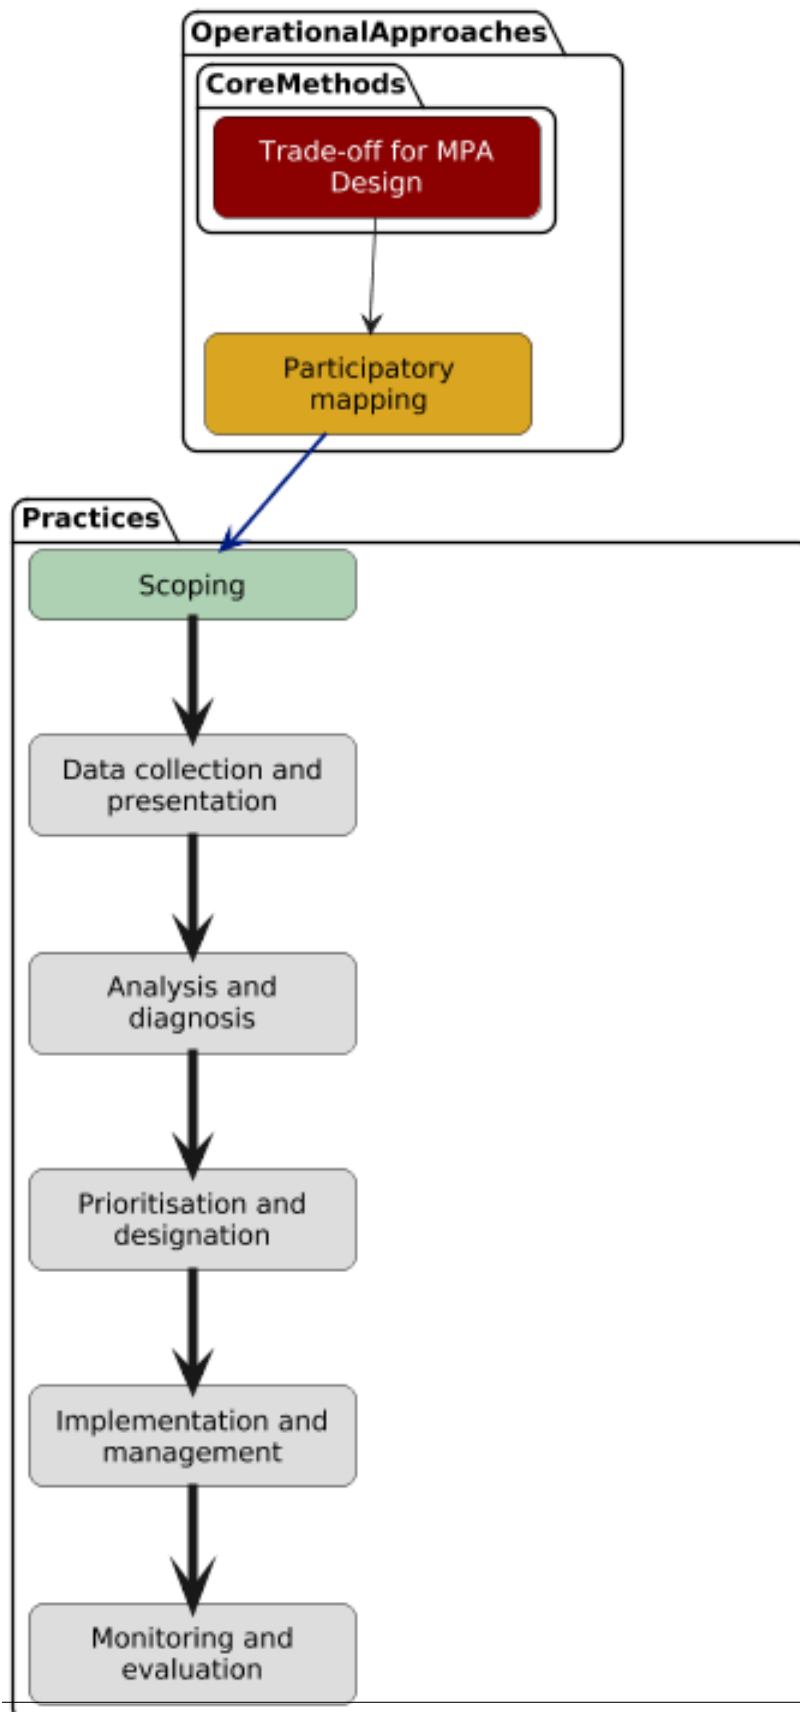 OperationalApproaches
CoreMethods
Trade-off for MPA
Design
Participatory
mapping
Practices
Scoping
Data collection and
presentation
Analysis and
diagnosis
Prioritisation and
designation
Implementation and
management
Monitoring and
evaluation